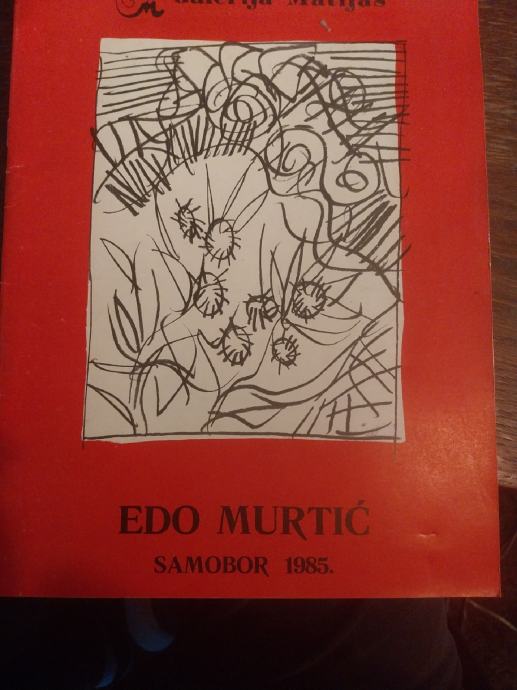 Galerija Matijaš
EDO MURTIĆ
SAMOBOR 1985.